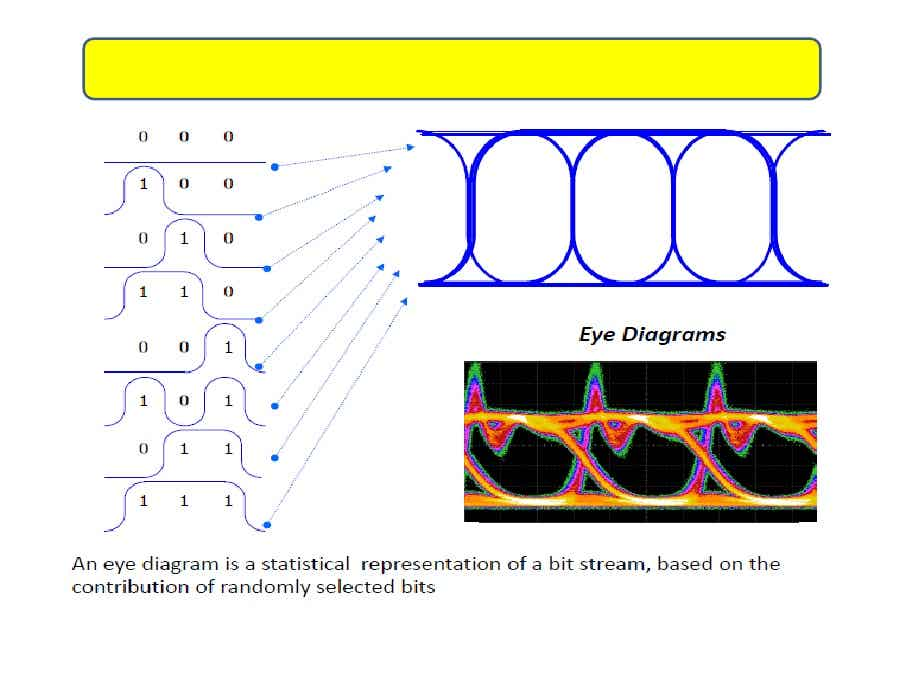 0 0 0
1 0 0
0 1 0
1 1 0
0 0 1
1 0 1
0 1 1
1 1 1
Eye Diagrams
An eye diagram is a statistical representation of a bit stream, based on the
contribution of randomly selected bits